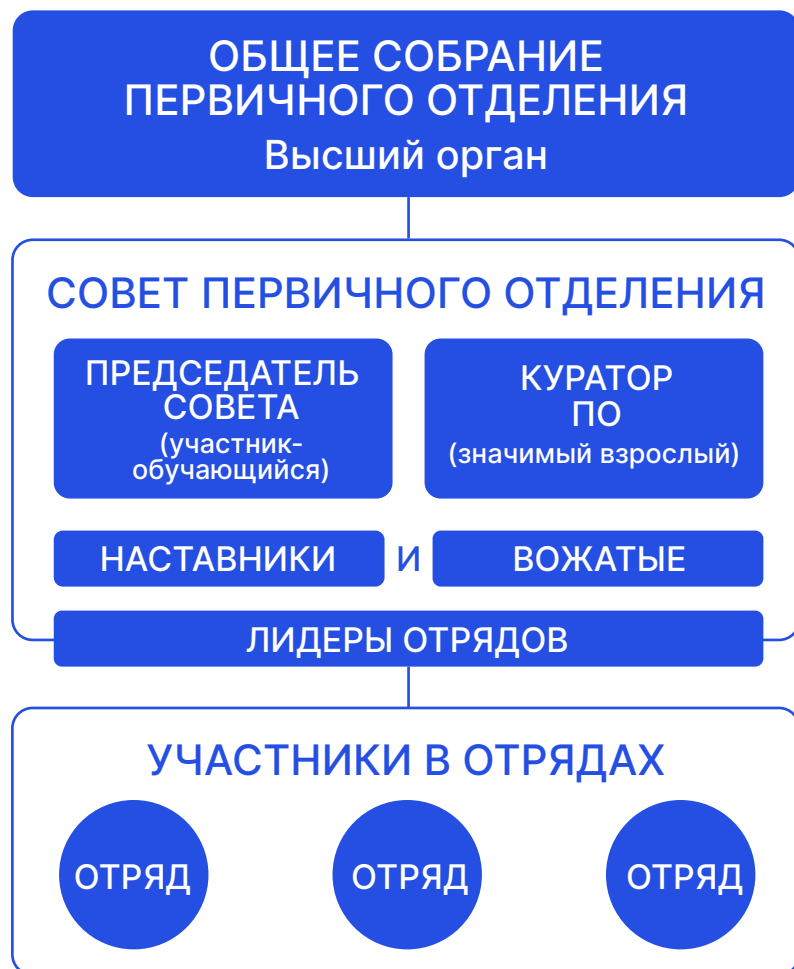 ОБЩЕЕ СОБРАНИЕ
ПЕРВИЧНОГО ОТДЕЛЕНИЯ
Высший орган
СОВЕТ ПЕРВИЧНОГО ОТДЕЛЕНИЯ
ПРЕДСЕДАТЕЛЬ
СОВЕТА
(участник-
обучающийся)
КУРАТОР
ПО
(значимый взрослый)
НАСТАВНИКИ
И
ВОЖАТЫЕ
ЛИДЕРЫ ОТРЯДОВ
УЧАСТНИКИ В ОТРЯДАХ
ОТРЯД
ОТРЯД
ОТРЯД